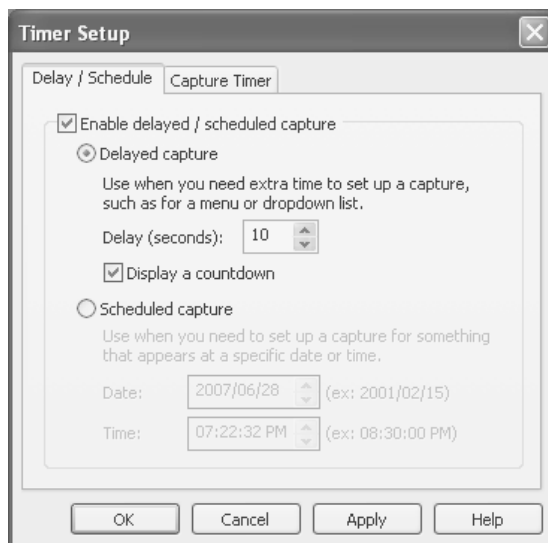 Timer Setup
Delay / Schedule
Capture Timer
Enable delayed / scheduled capture
Delayed capture
Use when you need extra time to set up a capture,
such as for a menu or dropdown list.
Delay (seconds): 10
Display a countdown
Scheduled capture
Use when you need to set up a capture for something
that appears at a specific date or time.
Date: 2007/06/28 (ex: 2001/02/15)
Time: 07:22:32 PM (ex: 08:30:00 PM)
OK Cancel Apply Help